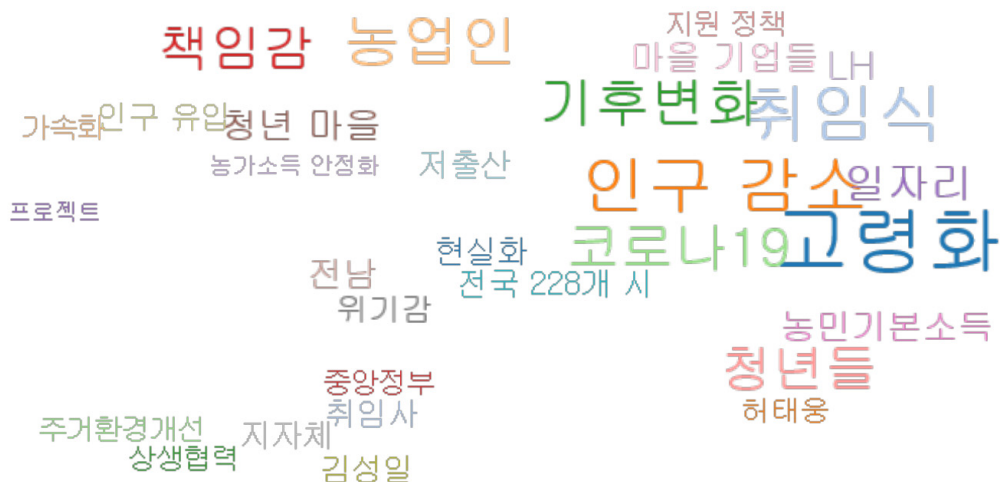 책임감
농업인
지원 정책
마을 기업들
LH
기후변화
취임식
가속화
인구 유입
청년 마을
농가소득 안정화
저출산
인구 감소
일자리
프로젝트
코로나19
고령화
현실화
전남
전국 228개 시
위기감
농민기본소득
청년들
중앙정부
취임사
허태웅
주거환경개선
지자체
상생협력
김성일